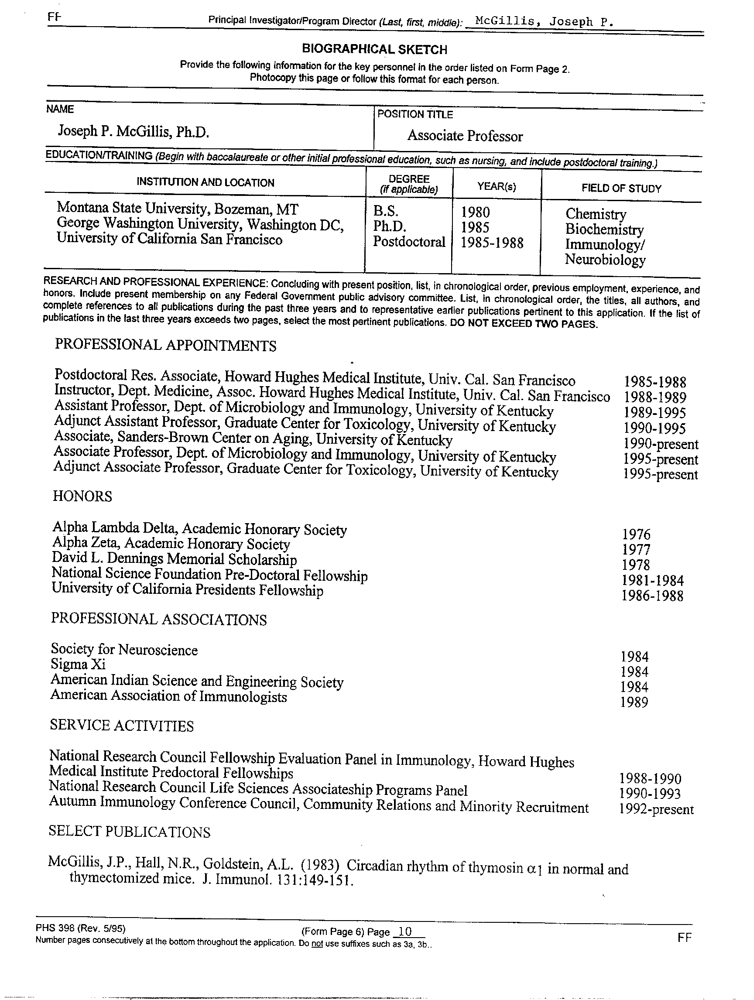 FF
Principal Investigator/Program Director (Last, first, middle): McGillis, Joseph P.
BIOGRAPHICAL SKETCH
Provide the following information for the key personnel in the order listed on Form Page 2.
Photocopy this page or follow this format for each person.
NAME
POSITION TITLE
Joseph P. McGillis, Ph.D.
Associate Professor
EDUCATION/TRAINING (Begin with baccalaureate or other initial professional education, such as nursing, and include postdoctoral training.)
INSTITUTION AND LOCATION
DEGREE
(if applicable)
YEAR(s)
FIELD OF STUDY
Montana State University, Bozeman, MT B.S. 1980 Chemistry
George Washington University, Washington DC, Ph.D. 1985 Biochemistry
University of California San Francisco Postdoctoral 1985-1988 Immunology/
Neurobiology
RESEARCH AND PROFESSIONAL EXPERIENCE: Concluding with present position, list, in chronological order, previous employment, experience, and
honors. Include present membership on any Federal Government public advisory committee. List, in chronological order, the titles, all authors, and
complete references to all publications during the past three years and to representative earlier publications pertinent to this application. If the list of
publications in the last three years exceeds two pages, select the most pertinent publications. DO NOT EXCEED TWO PAGES.
PROFESSIONAL APPOINTMENTS
Postdoctoral Res. Associate, Howard Hughes Medical Institute, Univ. Cal. San Francisco 1985-1988
Instructor, Dept. Medicine, Assoc. Howard Hughes Medical Institute, Univ. Cal. San Francisco 1988-1989
Assistant Professor, Dept. of Microbiology and Immunology, University of Kentucky 1989-1995
Adjunct Assistant Professor, Graduate Center for Toxicology, University of Kentucky 1990-1995
Associate, Sanders-Brown Center on Aging, University of Kentucky 1990-present
Associate Professor, Dept. of Microbiology and Immunology, University of Kentucky 1995-present
Adjunct Associate Professor, Graduate Center for Toxicology, University of Kentucky 1995-present
HONORS
Alpha Lambda Delta, Academic Honorary Society 1976
Alpha Zeta, Academic Honorary Society 1977
David L. Dennings Memorial Scholarship 1978
National Science Foundation Pre-Doctoral Fellowship 1981-1984
University of California Presidents Fellowship 1986-1988
PROFESSIONAL ASSOCIATIONS
Society for Neuroscience 1984
Sigma Xi 1984
American Indian Science and Engineering Society 1984
American Association of Immunologists 1989
SERVICE ACTIVITIES
National Research Council Fellowship Evaluation Panel in Immunology, Howard Hughes
Medical Institute Predoctoral Fellowships 1988-1990
National Research Council Life Sciences Associateship Programs Panel 1990-1993
Autumn Immunology Conference Council, Community Relations and Minority Recruitment 1992-present
SELECT PUBLICATIONS
McGillis, J.P., Hall, N.R., Goldstein, A.L. (1983) Circadian rhythm of thymosin α1 in normal and
thymectomized mice. J. Immunol. 131:149-151.
PHS 398 (Rev. 5/95)
(Form Page 6) Page 10
FF
Number pages consecutively at the bottom throughout the application. Do not use suffixes such as 3a, 3b..